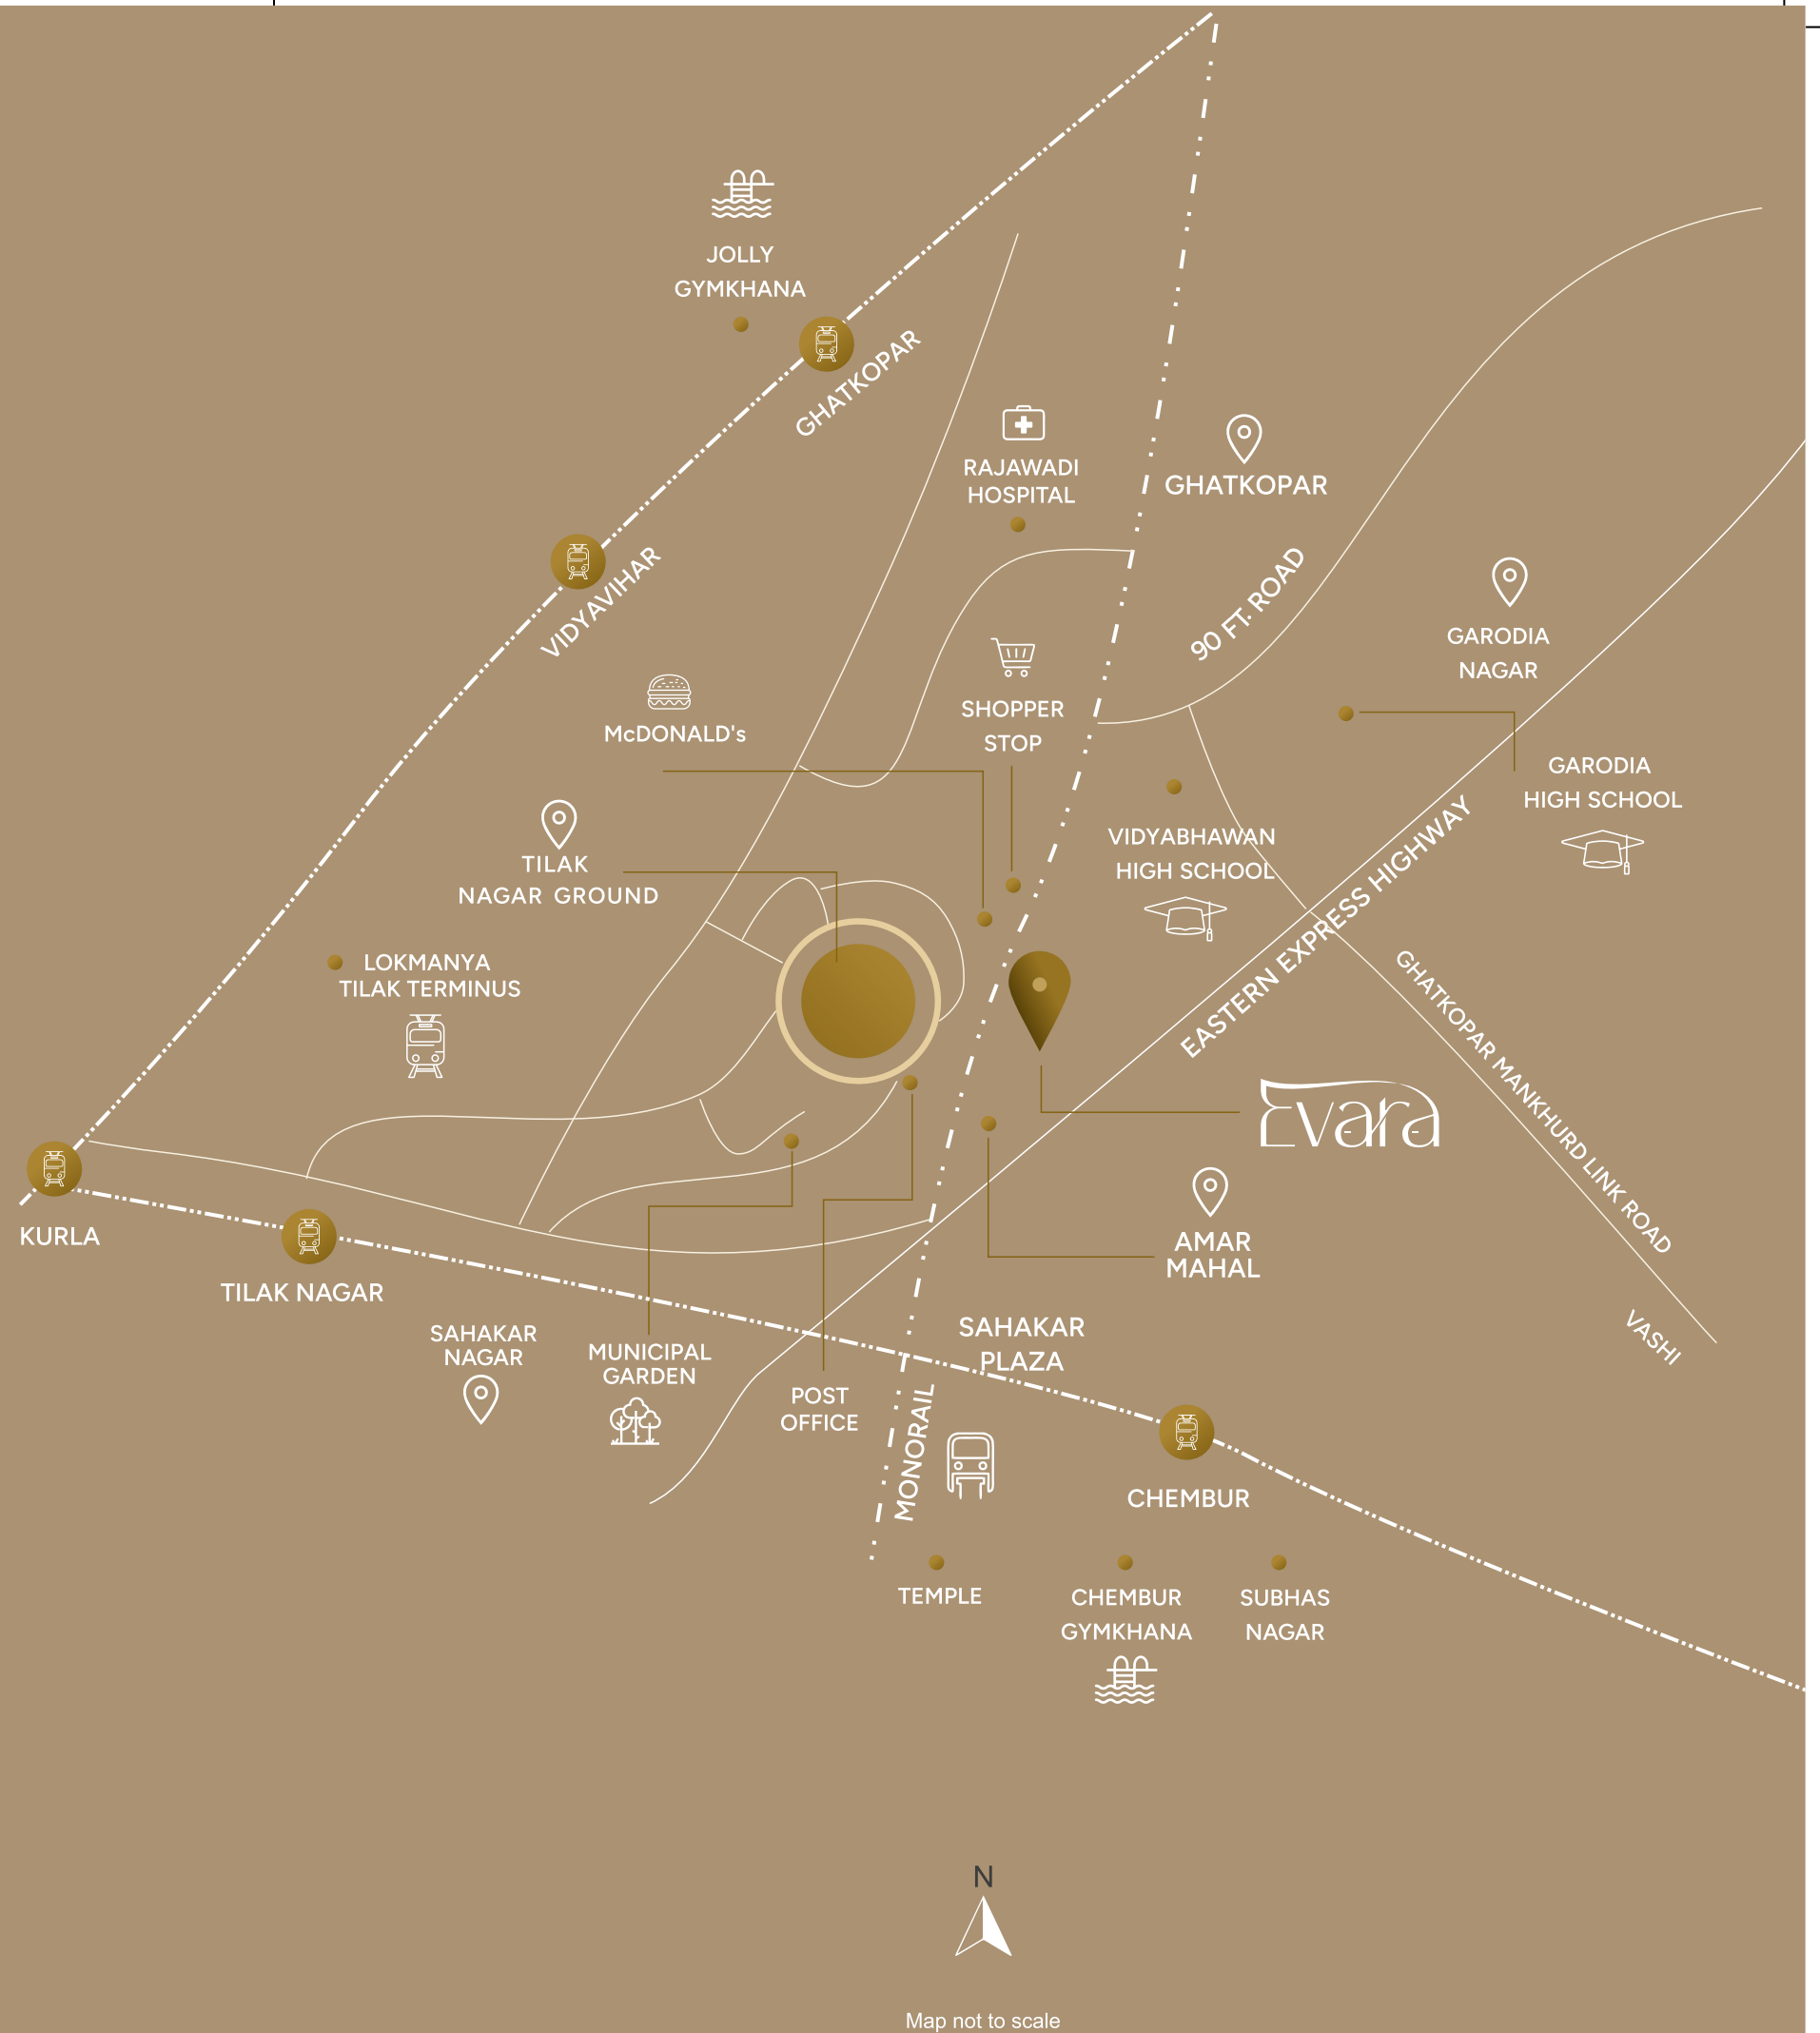 JOLLY
GYMKHANA
GHATKOPAR
RAJAWADI
HOSPITAL
GHATKOPAR
VIDYAVIHAR
90 FT. ROAD
GARODIA
NAGAR
McDONALD's
SHOPPER
STOP
GARODIA
HIGH SCHOOL
VIDYABHAWAN
HIGH SCHOOL
TILAK
NAGAR GROUND
EASTERN EXPRESS HIGHWAY
LOKMANYA
TILAK TERMINUS
GHATKOPAR MANKHURD LINK ROAD
Evara
KURLA
AMAR
MAHAL
TILAK NAGAR
VASHI
SAHAKAR
NAGAR
MUNICIPAL
GARDEN
SAHAKAR
PLAZA
POST
OFFICE
MONORAIL
CHEMBUR
TEMPLE
CHEMBUR
GYMKHANA
SUBHAS
NAGAR
N
Map not to scale